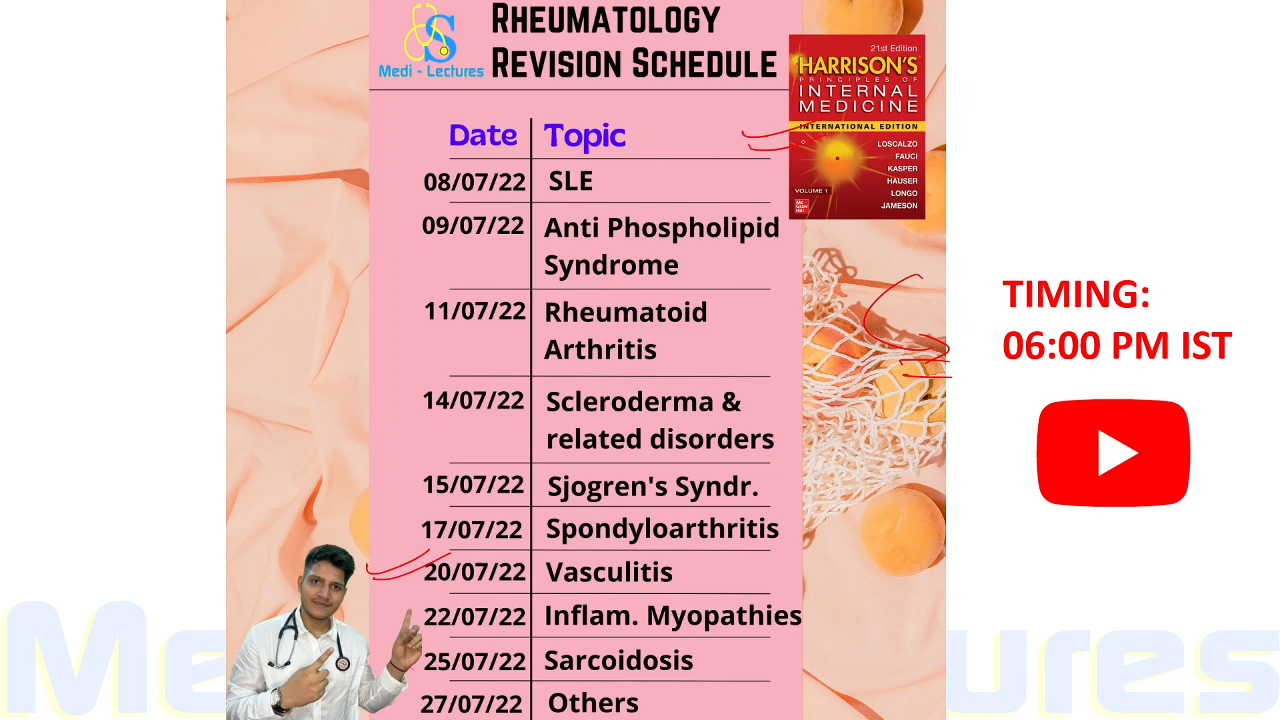 Medi - Lectures
RHEUMATOLOGY
REVISION SCHEDULE
21st Edition
HARRISON'S
PRINCIPLES OF
INTERNAL
MEDICINE
INTERNATIONAL EDITION
LOSCALZO
FAUCI
KASPER
HAUSER
LONGO
JAMESON
VOLUME 1
Mc
Graw
Hill
Date Topic
08/07/22 SLE
09/07/22 Anti Phospholipid
Syndrome
11/07/22 Rheumatoid
Arthritis
14/07/22 Scleroderma &
related disorders
15/07/22 Sjogren's Syndr.
17/07/22 Spondyloarthritis
20/07/22 Vasculitis
22/07/22 Inflam. Myopathies
25/07/22 Sarcoidosis
27/07/22 Others
TIMING:
06:00 PM IST